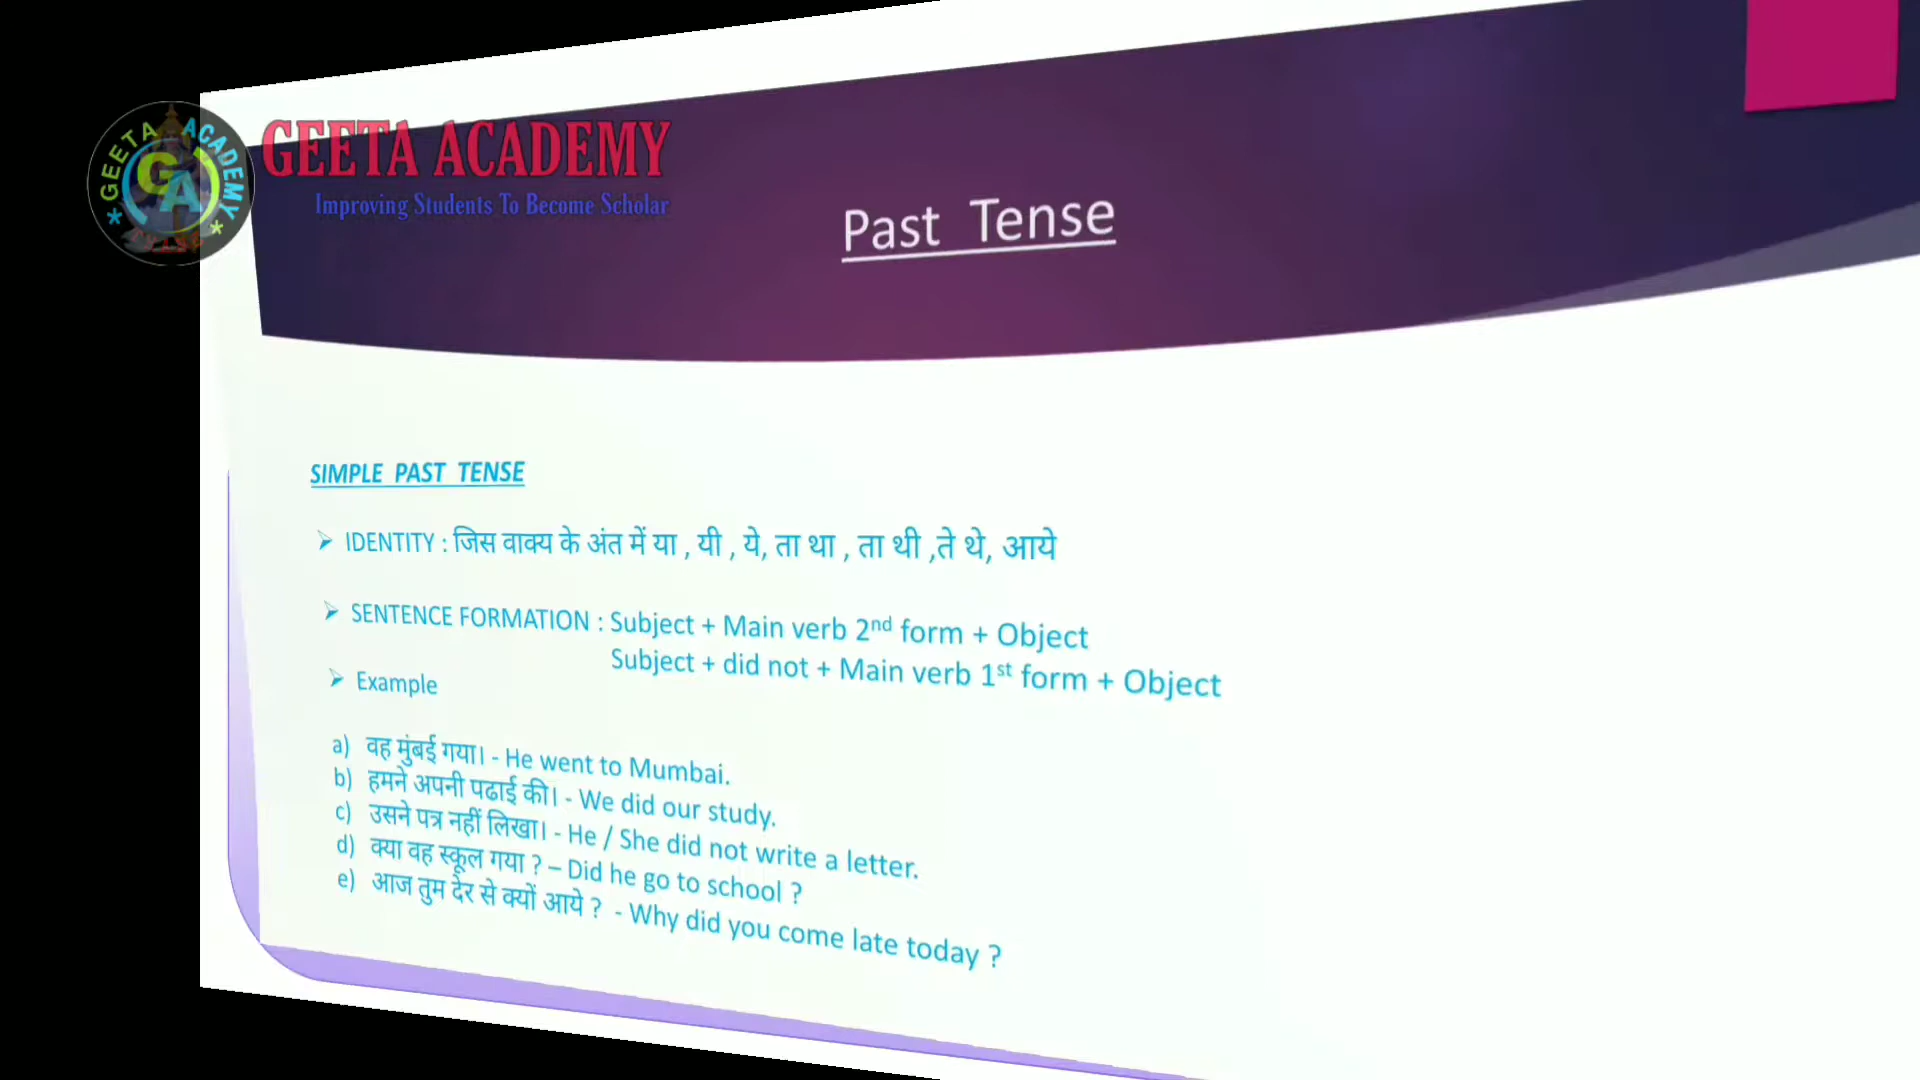 GEETA ACADEMY
GA
GEETA ACADEMY
Improving Students To Become Scholar
Past Tense
SIMPLE PAST TENSE
➢ IDENTITY : जिस वाक्य के अंत में या , यी , ये, ता था , ता थी ,ते थे, आये
➢ SENTENCE FORMATION : Subject + Main verb 2nd form + Object
Subject + did not + Main verb 1st form + Object
➢ Example
a) वह मुंबई गया। - He went to Mumbai.
b) हमने अपनी पढाई की। - We did our study.
c) उसने पत्र नहीं लिखा। - He / She did not write a letter.
d) क्या वह स्कूल गया ? – Did he go to school ?
e) आज तुम देर से क्यों आये ? - Why did you come late today ?